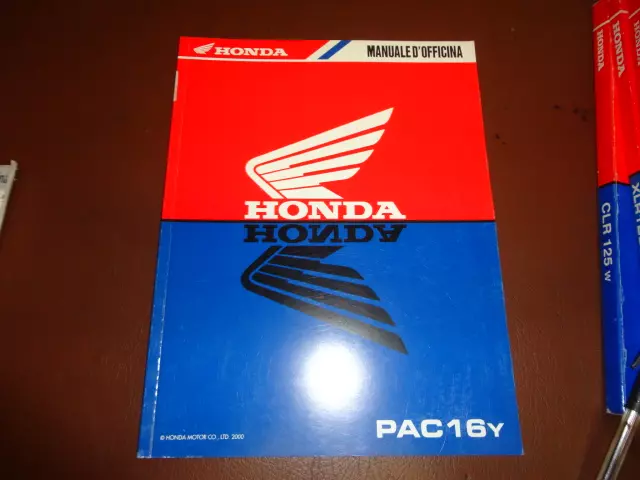 HONDA
MANUALE D'OFFICINA
HONDA
HONDA
PAC16Y
© HONDA MOTOR CO., LTD. 2000
HONDA
CLR 125 W
HONDA